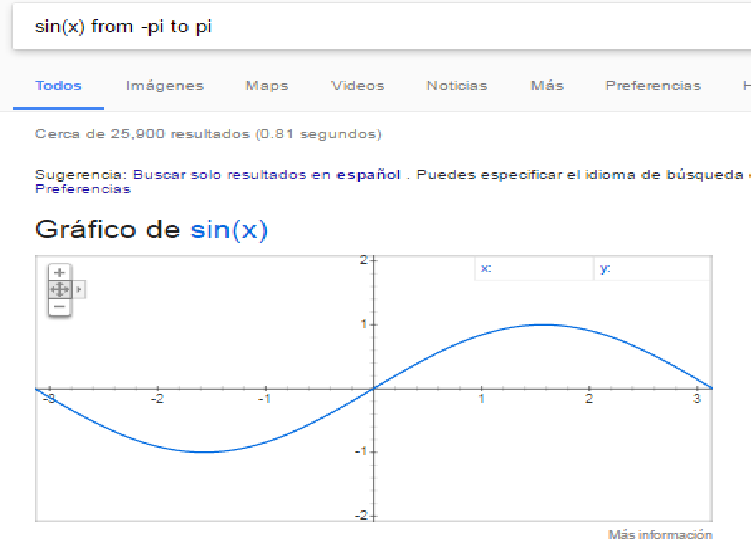 sin(x) from -pi to pi
Todos Imágenes Maps Videos Noticias Más Preferencias H
Cerca de 25,900 resultados (0.81 segundos)
Sugerencia: Buscar solo resultados en español . Puedes especificar el idioma de búsqueda
Preferencias
Gráfico de sin(x)
x: y:
2
1
-3 -2 -1 1 2 3
-1
-2
Más información